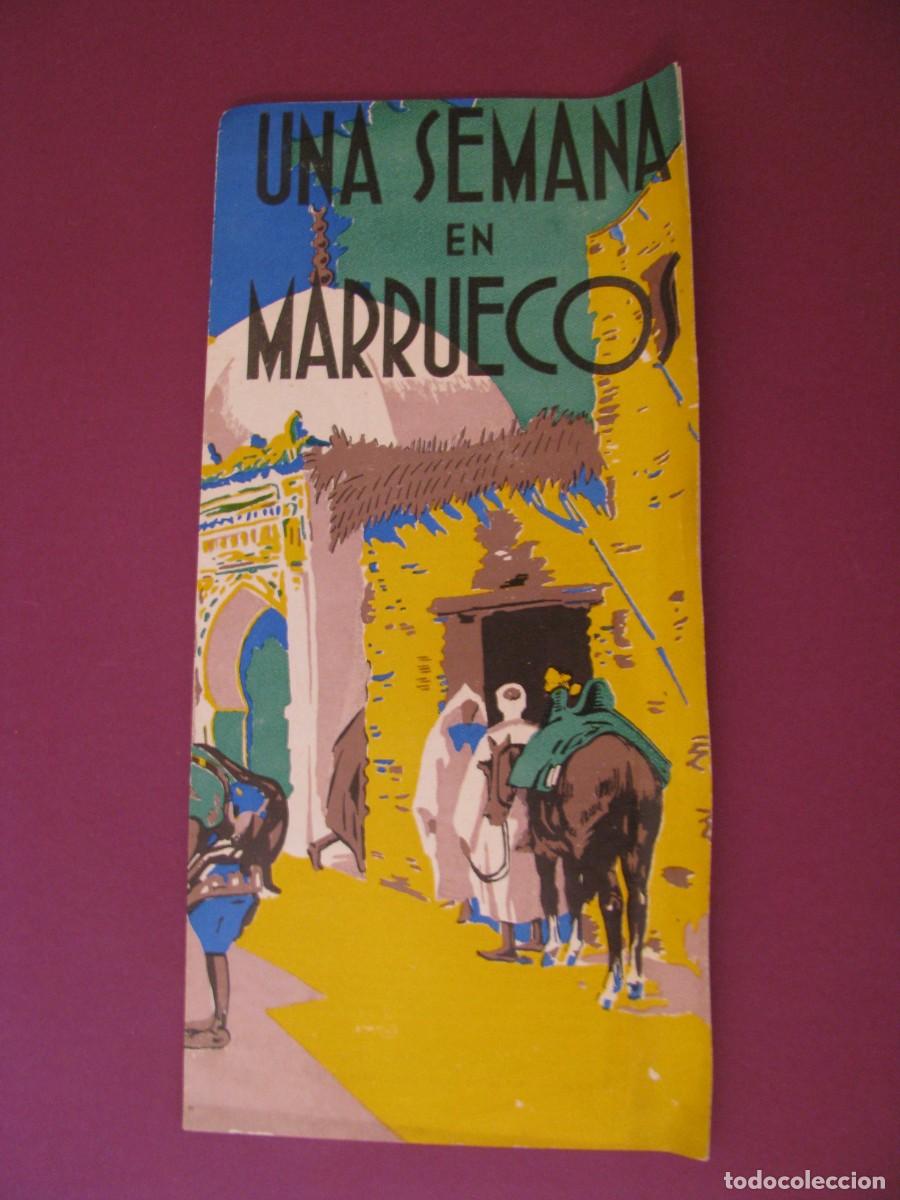 UNA SEMANA
EN
MARRUECOS
todocoleccion